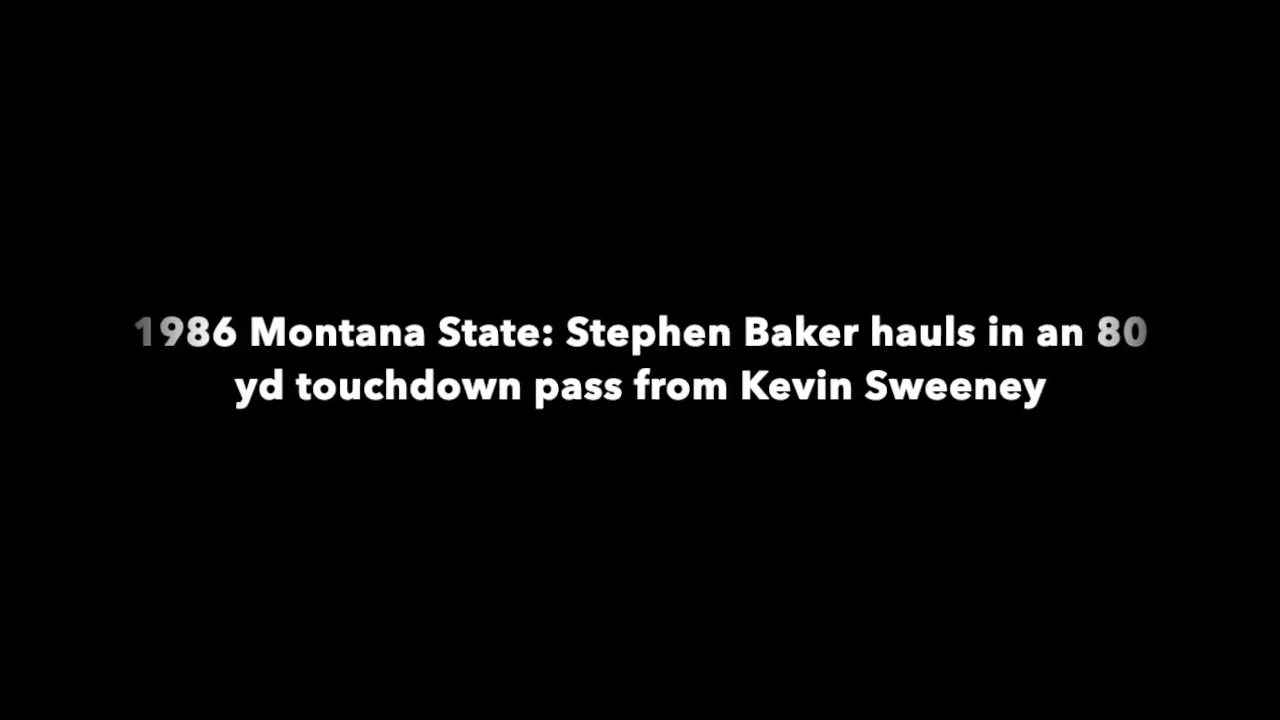 1986 Montana State: Stephen Baker hauls in an 80
yd touchdown pass from Kevin Sweeney